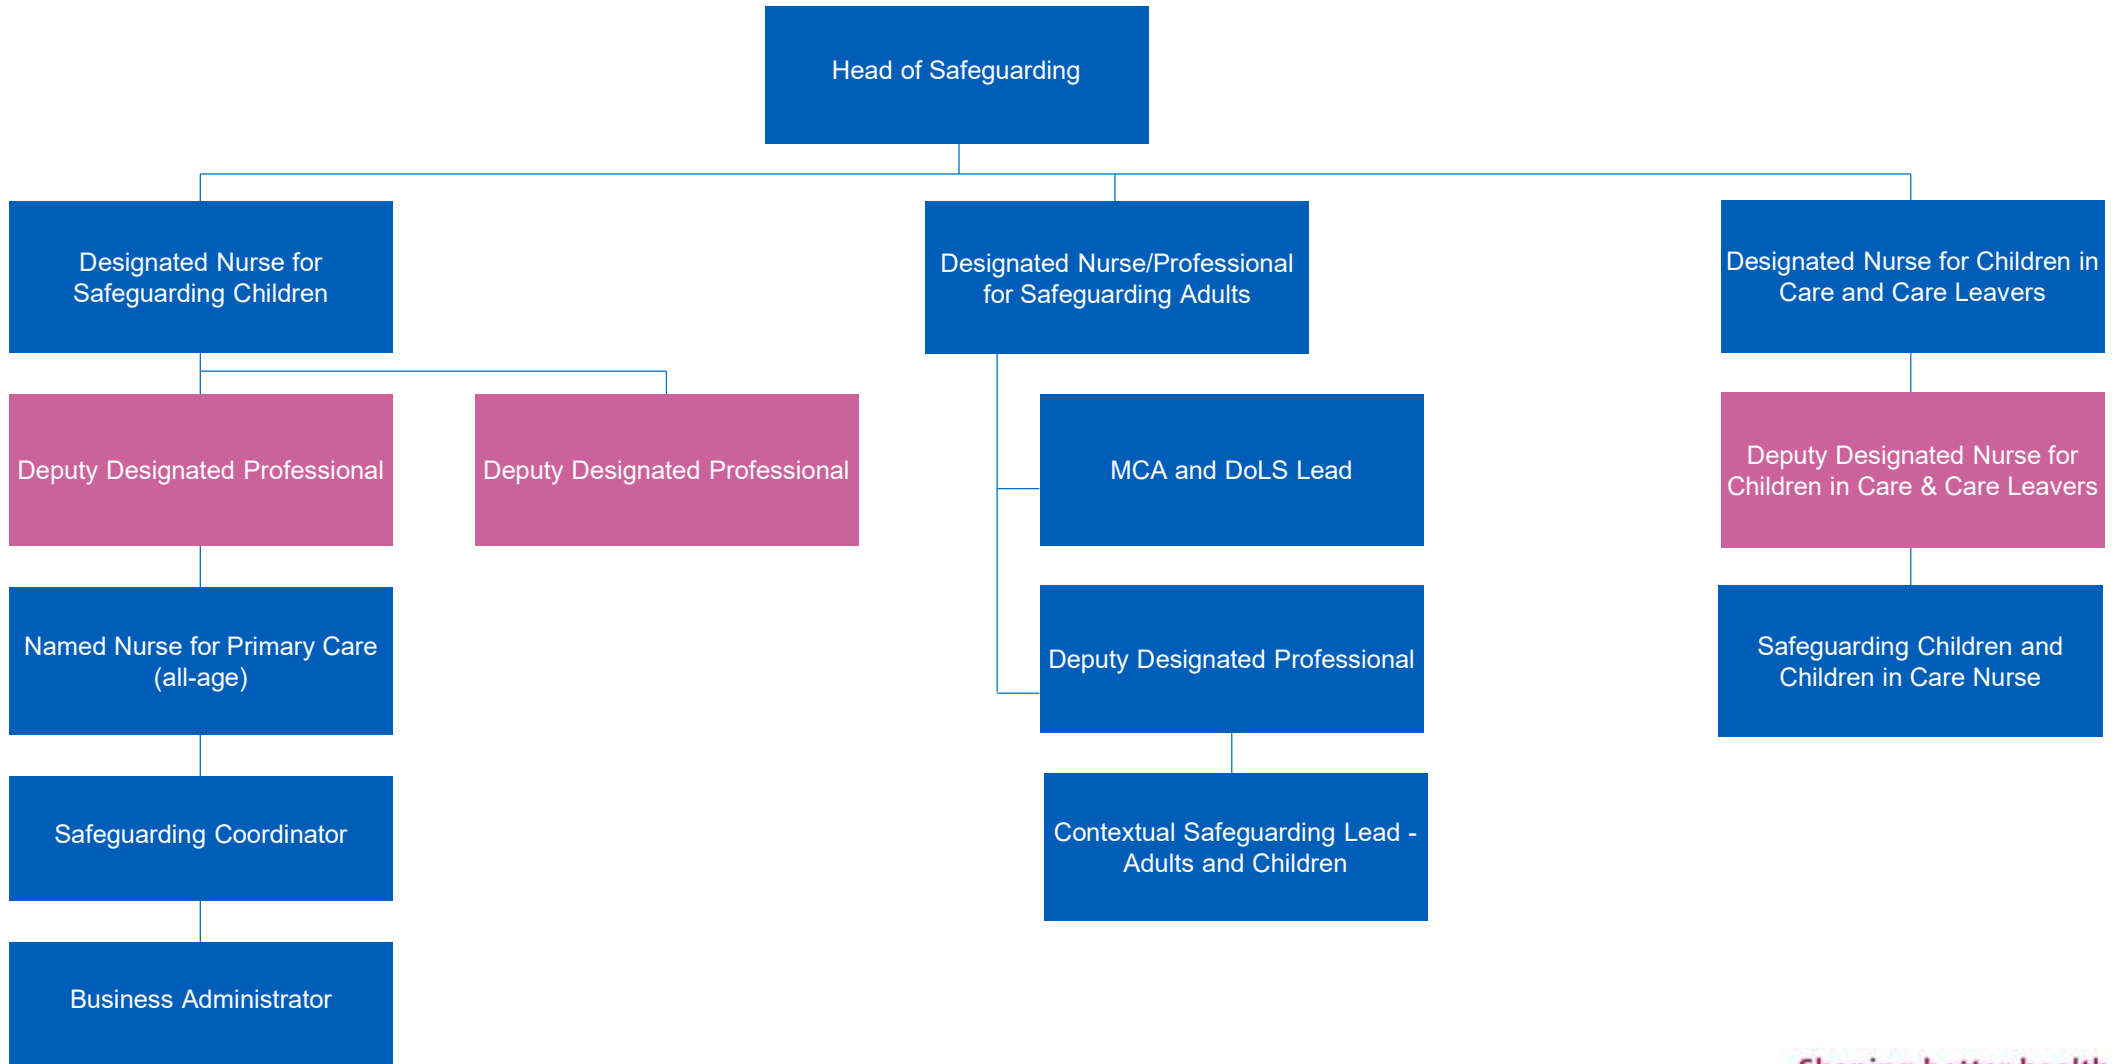 Head of Safeguarding
Designated Nurse for
Safeguarding Children
Designated Nurse/Professional
for Safeguarding Adults
Designated Nurse for Children in
Care and Care Leavers
Deputy Designated Professional
Deputy Designated Professional
MCA and DoLS Lead
Deputy Designated Nurse for
Children in Care & Care Leavers
Named Nurse for Primary Care
(all-age)
Deputy Designated Professional
Safeguarding Children and
Children in Care Nurse
Safeguarding Coordinator
Contextual Safeguarding Lead -
Adults and Children
Business Administrator
Shaping better health